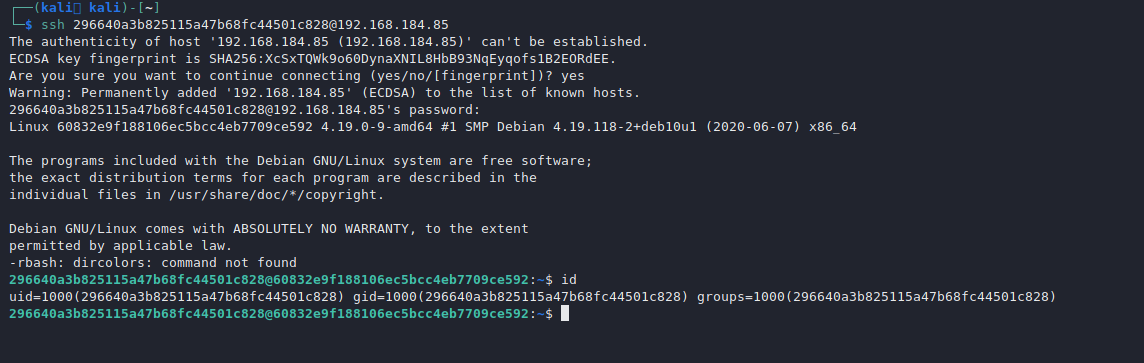 ┌──(kali㉿kali)-[~]
└─$ ssh 296640a3b825115a47b68fc44501c828@192.168.184.85
The authenticity of host '192.168.184.85 (192.168.184.85)' can't be established.
ECDSA key fingerprint is SHA256:XcSxTQWk9o60DynaXNIL8HbB93NqEyqofs1B2EORdEE.
Are you sure you want to continue connecting (yes/no/[fingerprint])? yes
Warning: Permanently added '192.168.184.85' (ECDSA) to the list of known hosts.
296640a3b825115a47b68fc44501c828@192.168.184.85's password:
Linux 60832e9f188106ec5bcc4eb7709ce592 4.19.0-9-amd64 #1 SMP Debian 4.19.118-2+deb10u1 (2020-06-07) x86_64
The programs included with the Debian GNU/Linux system are free software;
the exact distribution terms for each program are described in the
individual files in /usr/share/doc/*/copyright.
Debian GNU/Linux comes with ABSOLUTELY NO WARRANTY, to the extent
permitted by applicable law.
-rbash: dircolors: command not found
296640a3b825115a47b68fc44501c828@60832e9f188106ec5bcc4eb7709ce592:~$ id
uid=1000(296640a3b825115a47b68fc44501c828) gid=1000(296640a3b825115a47b68fc44501c828) groups=1000(296640a3b825115a47b68fc44501c828)
296640a3b825115a47b68fc44501c828@60832e9f188106ec5bcc4eb7709ce592:~$